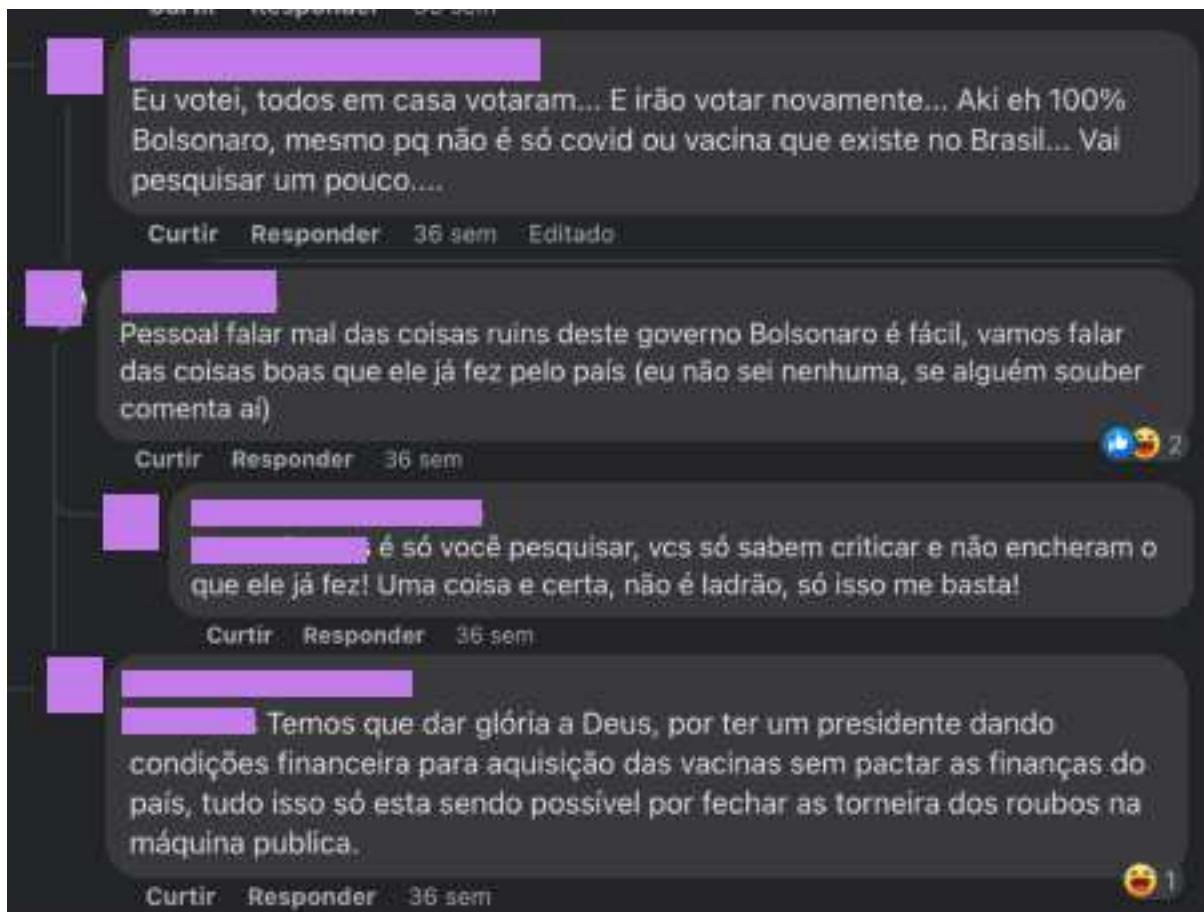 Curtir Responder 36 sem
Eu votei, todos em casa votaram... E irão votar novamente... Aki eh 100%
Bolsonaro, mesmo pq não é só covid ou vacina que existe no Brasil... Vai
pesquisar um pouco....
Curtir Responder 36 sem Editado
Pessoal falar mal das coisas ruins deste governo Bolsonaro é fácil, vamos falar
das coisas boas que ele já fez pelo país (eu não sei nenhuma, se alguém souber
comenta aí)
2
Curtir Responder 36 sem
é só você pesquisar, vcs só sabem criticar e não encheram o
que ele já fez! Uma coisa e certa, não é ladrão, só isso me basta!
Curtir Responder 36 sem
Temos que dar glória a Deus, por ter um presidente dando
condições financeira para aquisição das vacinas sem pactar as finanças do
país, tudo isso só esta sendo possível por fechar as torneira dos roubos na
máquina publica.
1
Curtir Responder 36 sem